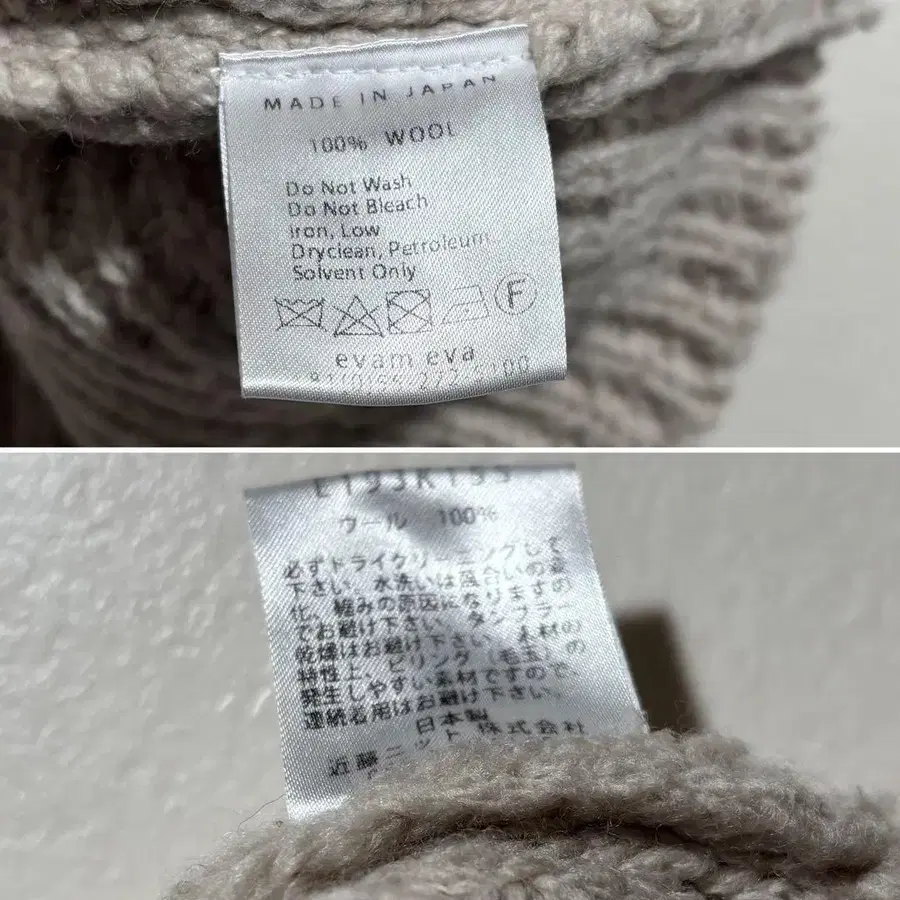 MADE IN JAPAN
100% WOOL
Do Not Wash
Do Not Bleach
iron, Low
Dryclean, Petroleum
Solvent Only
F
evam eva
L193K133
ウール 100%
必ずドライクリーニングして
下さい。水洗いは風合いの劣
化、縮みの原因になりますの
でお避け下さい。タンブラー
乾燥はお避け下さい。素材の
特性上、ピリング(毛玉)の
発生しやすい素材ですので、
連続着用はお避け下さい。
日本製
近藤ニット 株式会社